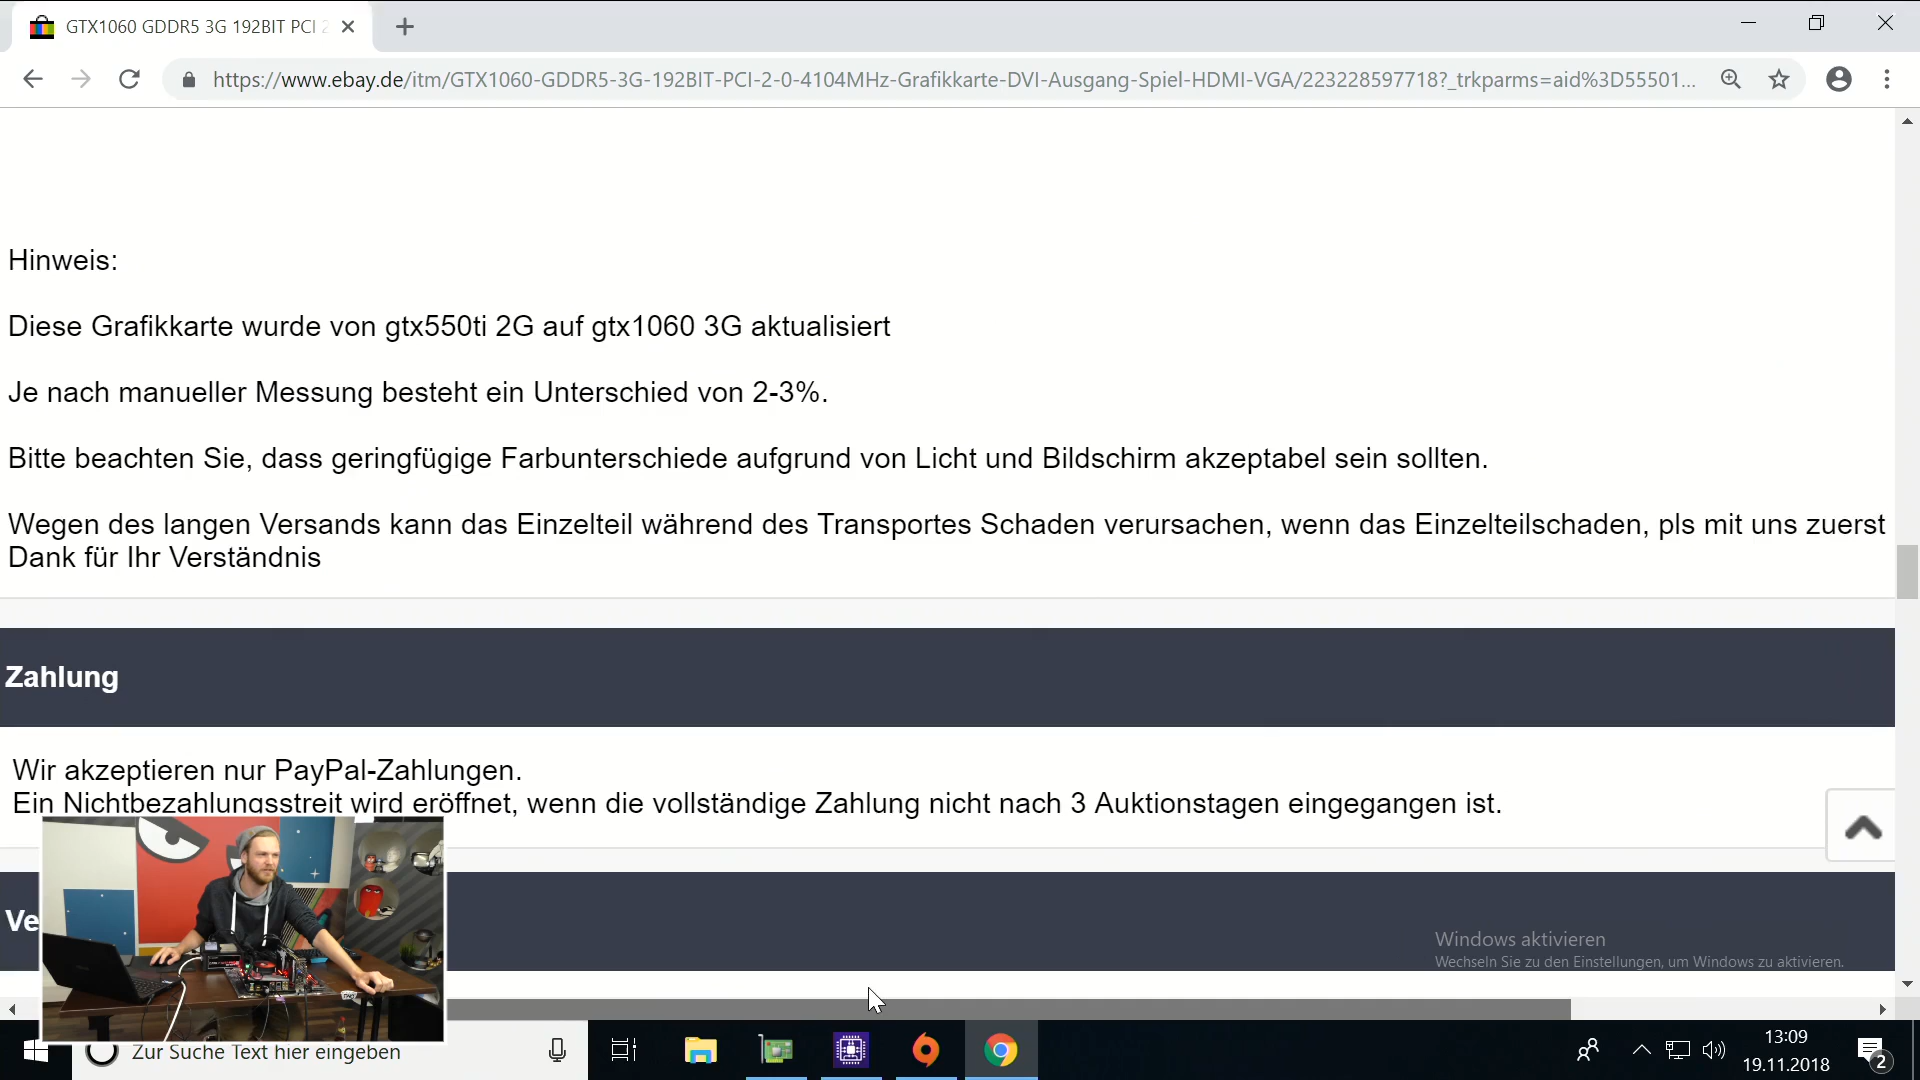 GTX1060 GDDR5 3G 192BIT PCI 2
https://www.ebay.de/itm/GTX1060-GDDR5-3G-192BIT-PCI-2-0-4104MHz-Grafikkarte-DVI-Ausgang-Spiel-HDMI-VGA/223228597718?_trkparms=aid%3D55501...
Hinweis:
Diese Grafikkarte wurde von gtx550ti 2G auf gtx1060 3G aktualisiert
Je nach manueller Messung besteht ein Unterschied von 2-3%.
Bitte beachten Sie, dass geringfügige Farbunterschiede aufgrund von Licht und Bildschirm akzeptabel sein sollten.
Wegen des langen Versands kann das Einzelteil während des Transportes Schaden verursachen, wenn das Einzelteilschaden, pls mit uns zuerst
Dank für Ihr Verständnis
Zahlung
Wir akzeptieren nur PayPal-Zahlungen.
Ein Nichtbezahlungsstreit wird eröffnet, wenn die vollständige Zahlung nicht nach 3 Auktionstagen eingegangen ist.
Ve
Windows aktivieren
Wechseln Sie zu den Einstellungen, um Windows zu aktivieren.
Zur Suche Text hier eingeben
13:09
19.11.2018
2